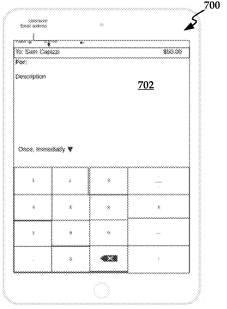 700
Username
Email address
To: Sam Capizzi $50.00
For:
Description
702
Once, Immediately ▼
1 2 3
4 5 6
7 8 9
. 0